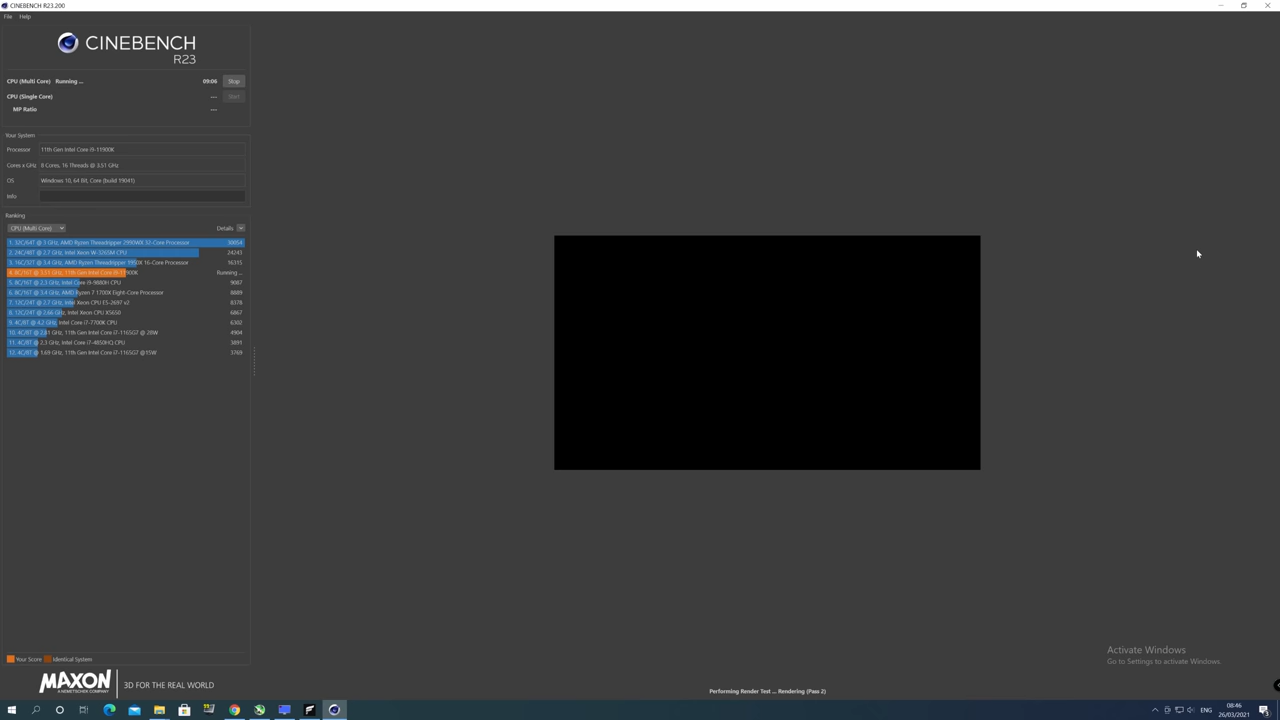 CINEBENCH R23.200
File Help
CINEBENCH
R23
CPU (Multi Core) Running ... 09:06 Stop
CPU (Single Core) --- Start
MP Ratio ---
Your System
Processor 11th Gen Intel Core i9-11900K
Cores x GHz 8 Cores, 16 Threads @ 3.51 GHz
OS Windows 10, 64 Bit, Core (build 19041)
Info
Ranking
CPU (Multi Core) Details
1. 32C/64T @ 3 GHz, AMD Ryzen Threadripper 2990WX 32-Core Processor 30054
2. 24C/48T @ 2.7 GHz, Intel Xeon W-3265M CPU 24243
3. 16C/32T @ 3.4 GHz, AMD Ryzen Threadripper 1950X 16-Core Processor 16315
4. 8C/16T @ 3.51 GHz, 11th Gen Intel Core i9-11900K Running ...
5. 8C/16T @ 2.3 GHz, Intel Core i9-9880H CPU 9087
6. 8C/16T @ 3.4 GHz, AMD Ryzen 7 1700X Eight-Core Processor 8889
7. 12C/24T @ 2.7 GHz, Intel Xeon CPU E5-2697 v2 8378
8. 12C/24T @ 2.66 GHz, Intel Xeon CPU X5650 6867
9. 4C/8T @ 4.2 GHz, Intel Core i7-7700K CPU 6302
10. 4C/8T @ 2.81 GHz, 11th Gen Intel Core i7-1165G7 @ 28W 4904
11. 4C/8T @ 2.3 GHz, Intel Core i7-4850HQ CPU 3891
12. 4C/8T @ 1.69 GHz, 11th Gen Intel Core i7-1165G7 @15W 3769
Your Score Identical System
Activate Windows
Go to Settings to activate Windows.
MAXON
A NEMETSCHEK COMPANY
3D FOR THE REAL WORLD
Performing Render Test ... Rendering (Pass 2)
ENG
08:46
26/03/2021